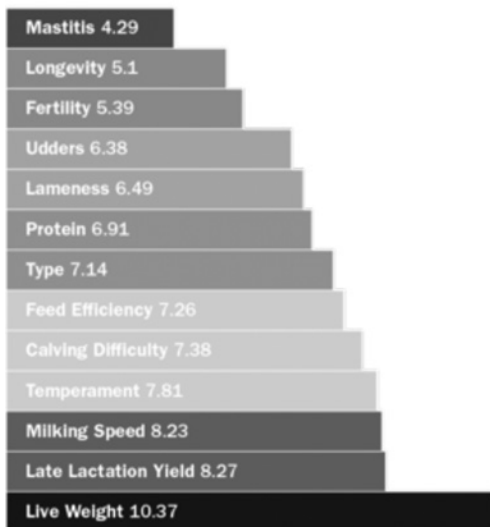 Mastitis 4.29
Longevity 5.1
Fertility 5.39
Udders 6.38
Lameness 6.49
Protein 6.91
Type 7.14
Feed Efficiency 7.26
Calving Difficulty 7.38
Temperament 7.81
Milking Speed 8.23
Late Lactation Yield 8.27
Live Weight 10.37